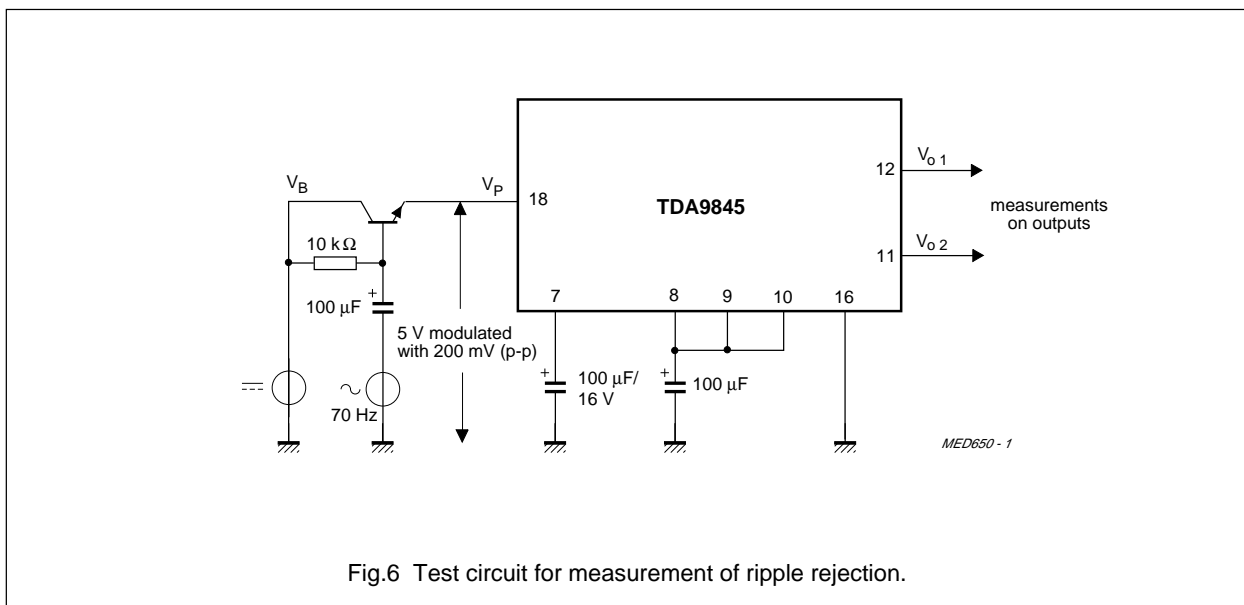 V_B
V_P
18
TDA9845
12
V_o 1
measurements
on outputs
11
V_o 2
10 kΩ
+
100 µF
5 V modulated
with 200 mV (p-p)
70 Hz
7
8
9
10
16
+
100 µF/
16 V
+
100 µF
MED650 - 1
Fig.6 Test circuit for measurement of ripple rejection.